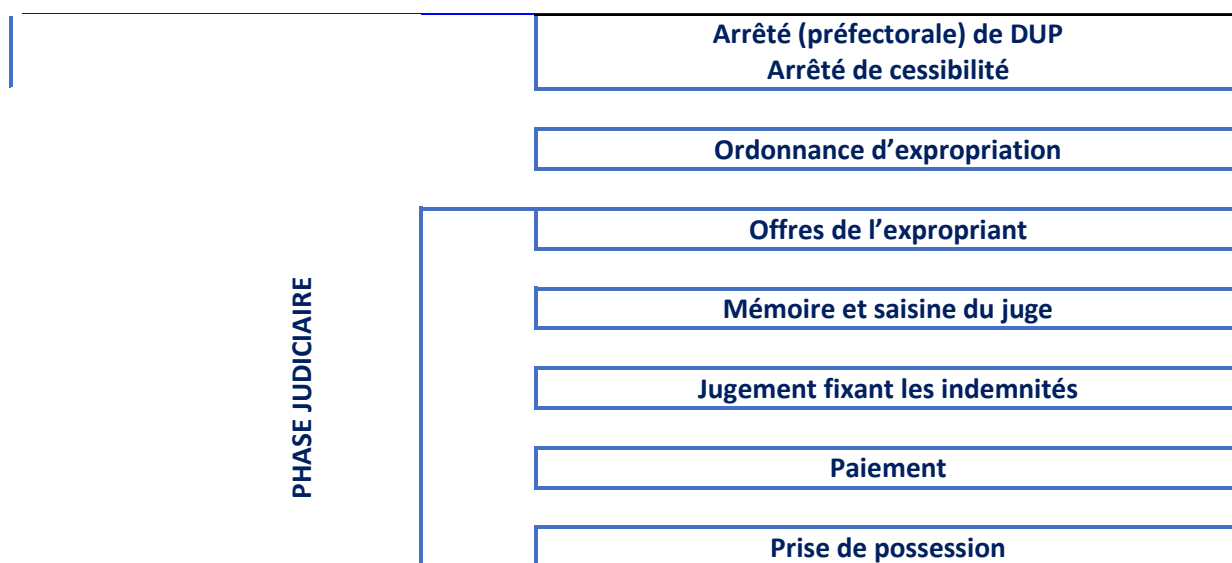 Arrêté (préfectorale) de DUP
Arrêté de cessibilité
Ordonnance d’expropriation
Offres de l’expropriant
Mémoire et saisine du juge
Jugement fixant les indemnités
Paiement
Prise de possession
PHASE JUDICIAIRE